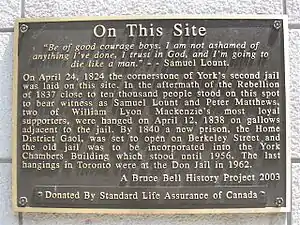 On This Site
"Be of good courage boys. I am not ashamed of
anything I've done, I trust in God, and I'm going to
die like a man." - - Samuel Lount.
On April 24, 1824 the cornerstone of York's second jail
was laid on this site. In the aftermath of the Rebellion
of 1837 close to ten thousand people stood on this spot
to bear witness as Samuel Lount and Peter Matthews,
two of William Lyon Mackenzie's most loyal
supporters, were hanged on April 12, 1838 on gallows
adjacent to the jail. By 1840 a new prison, the Home
District Gaol, was set to open on Berkeley Street and
the old jail was to be incorporated into the York
Chambers Building which stood until 1956. The last
hangings in Toronto were at the Don Jail in 1962.
A Bruce Bell History Project 2003
~ Donated By Standard Life Assurance of Canada ~